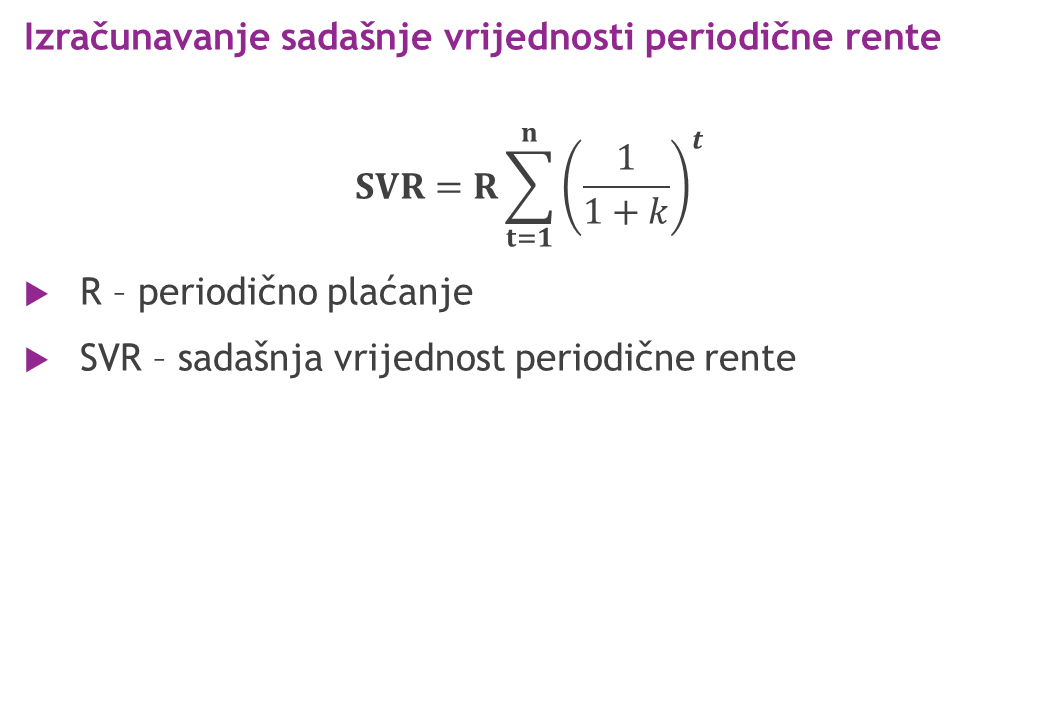 Izračunavanje sadašnje vrijednosti periodične rente
SVR = R ∑_{t=1}^{n} (1/(1 + k))^t
R – periodično plaćanje
SVR – sadašnja vrijednost periodične rente